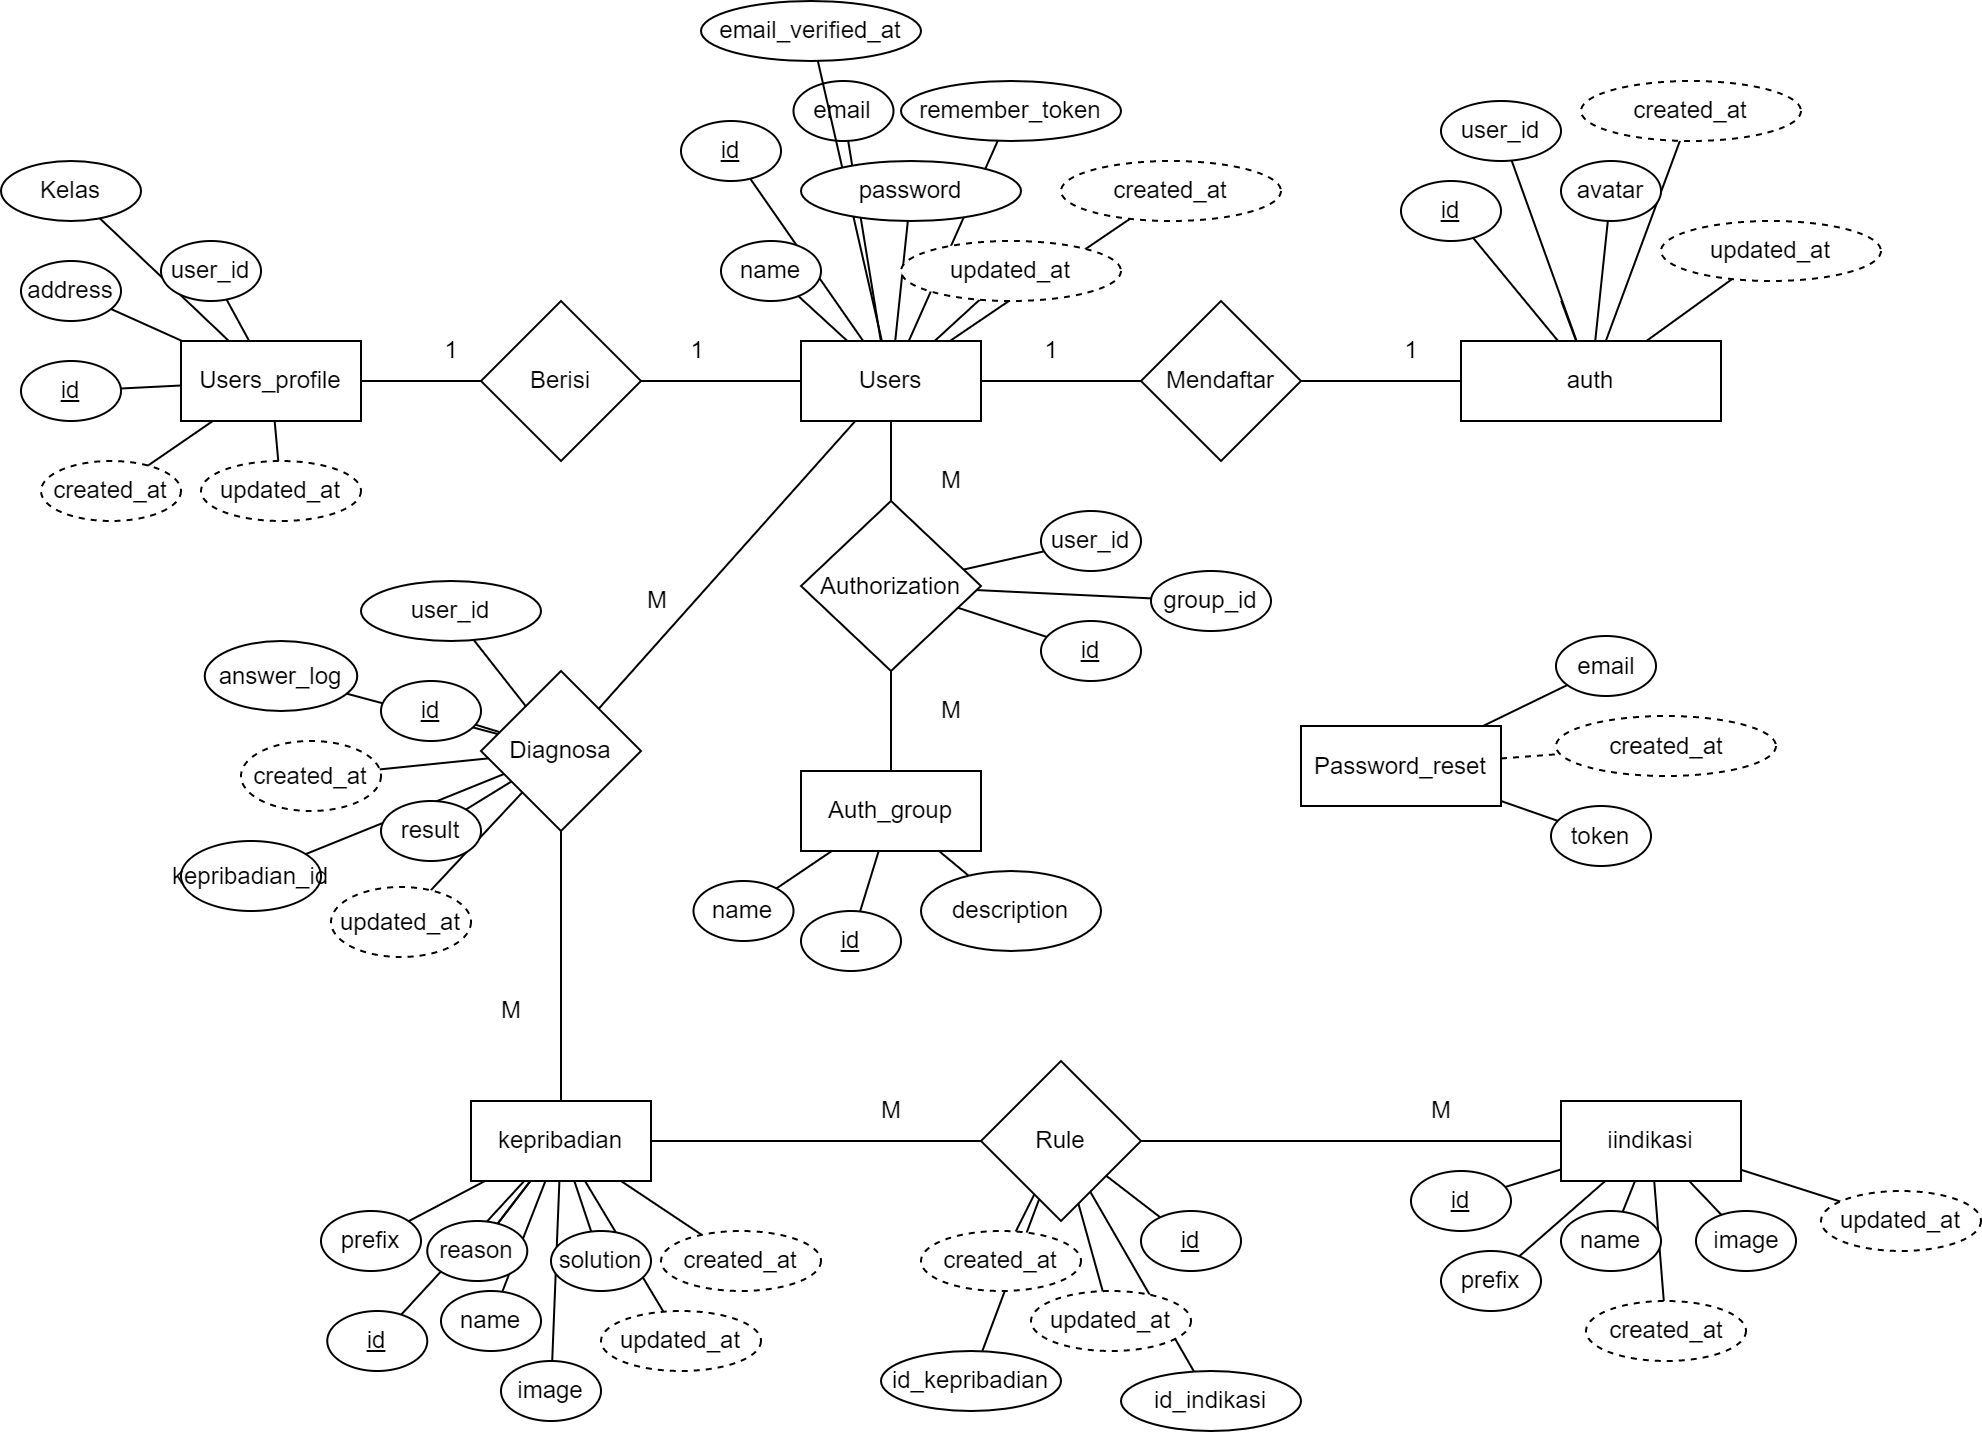 email_verified_at
email
remember_token
id
password
created_at
name
updated_at
user_id
created_at
id
avatar
updated_at
Kelas
user_id
address
id
Users_profile
1
Berisi
1
Users
1
Mendaftar
1
auth
created_at
updated_at
M
M
user_id
Authorization
group_id
id
M
user_id
answer_log
id
Diagnosa
created_at
result
kepribadian_id
updated_at
Auth_group
name
id
description
email
Password_reset
created_at
token
M
kepribadian
M
Rule
M
iindikasi
prefix
reason
solution
created_at
id
name
updated_at
image
created_at
id
updated_at
id_kepribadian
id_indikasi
id
prefix
name
image
updated_at
created_at